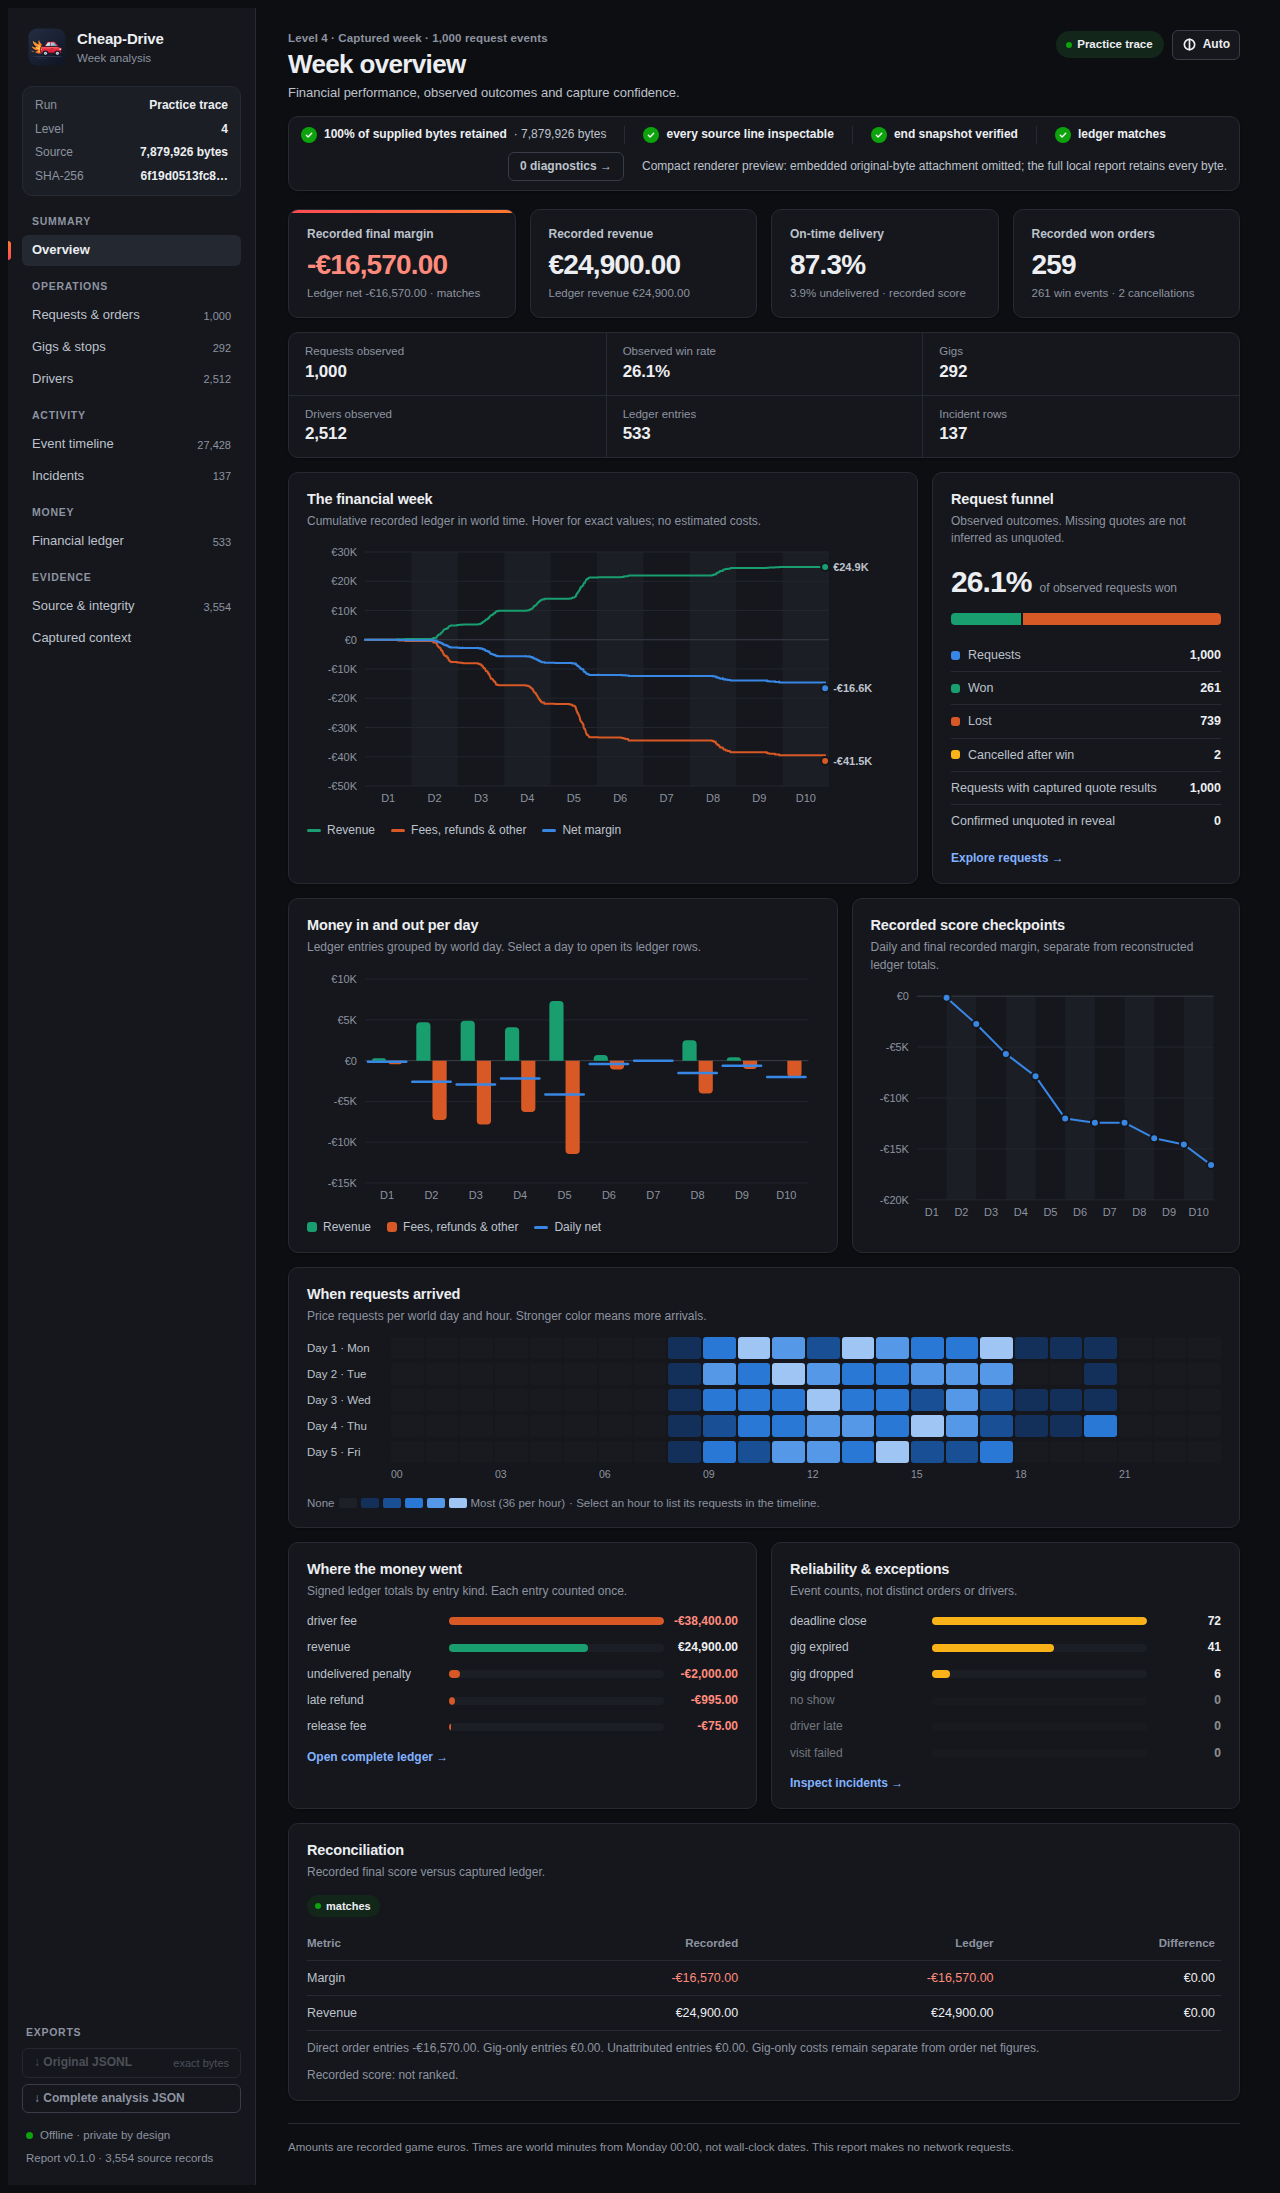 Cheap-Drive
Week analysis
Run Practice trace
Level 4
Source 7,879,926 bytes
SHA-256 6f19d0513fc8…
SUMMARY
Overview
OPERATIONS
Requests & orders 1,000
Gigs & stops 292
Drivers 2,512
ACTIVITY
Event timeline 27,428
Incidents 137
MONEY
Financial ledger 533
EVIDENCE
Source & integrity 3,554
Captured context
EXPORTS
↓ Original JSONL exact bytes
↓ Complete analysis JSON
Offline · private by design
Report v0.1.0 · 3,554 source records
Level 4 · Captured week · 1,000 request events
Week overview
Financial performance, observed outcomes and capture confidence.
Practice trace
Auto
100% of supplied bytes retained · 7,879,926 bytes
every source line inspectable
end snapshot verified
ledger matches
0 diagnostics →
Compact renderer preview: embedded original-byte attachment omitted; the full local report retains every byte.
Recorded final margin
-€16,570.00
Ledger net -€16,570.00 · matches
Recorded revenue
€24,900.00
Ledger revenue €24,900.00
On-time delivery
87.3%
3.9% undelivered · recorded score
Recorded won orders
259
261 win events · 2 cancellations
Requests observed
1,000
Observed win rate
26.1%
Gigs
292
Drivers observed
2,512
Ledger entries
533
Incident rows
137
The financial week
Cumulative recorded ledger in world time. Hover for exact values; no estimated costs.
€30K
€20K
€10K
€0
-€10K
-€20K
-€30K
-€40K
-€50K
€24.9K
-€16.6K
-€41.5K
D1 D2 D3 D4 D5 D6 D7 D8 D9 D10
Revenue Fees, refunds & other Net margin
Request funnel
Observed outcomes. Missing quotes are not
inferred as unquoted.
26.1% of observed requests won
Requests 1,000
Won 261
Lost 739
Cancelled after win 2
Requests with captured quote results 1,000
Confirmed unquoted in reveal 0
Explore requests →
Money in and out per day
Ledger entries grouped by world day. Select a day to open its ledger rows.
€10K
€5K
€0
-€5K
-€10K
-€15K
D1 D2 D3 D4 D5 D6 D7 D8 D9 D10
Revenue Fees, refunds & other Daily net
Recorded score checkpoints
Daily and final recorded margin, separate from reconstructed
ledger totals.
€0
-€5K
-€10K
-€15K
-€20K
D1 D2 D3 D4 D5 D6 D7 D8 D9 D10
When requests arrived
Price requests per world day and hour. Stronger color means more arrivals.
Day 1 · Mon
Day 2 · Tue
Day 3 · Wed
Day 4 · Thu
Day 5 · Fri
00 03 06 09 12 15 18 21
None Most (36 per hour) · Select an hour to list its requests in the timeline.
Where the money went
Signed ledger totals by entry kind. Each entry counted once.
driver fee -€38,400.00
revenue €24,900.00
undelivered penalty -€2,000.00
late refund -€995.00
release fee -€75.00
Open complete ledger →
Reliability & exceptions
Event counts, not distinct orders or drivers.
deadline close 72
gig expired 41
gig dropped 6
no show 0
driver late 0
visit failed 0
Inspect incidents →
Reconciliation
Recorded final score versus captured ledger.
matches
Metric Recorded Ledger Difference
Margin -€16,570.00 -€16,570.00 €0.00
Revenue €24,900.00 €24,900.00 €0.00
Direct order entries -€16,570.00. Gig-only entries €0.00. Unattributed entries €0.00. Gig-only costs remain separate from order net figures.
Recorded score: not ranked.
Amounts are recorded game euros. Times are world minutes from Monday 00:00, not wall-clock dates. This report makes no network requests.